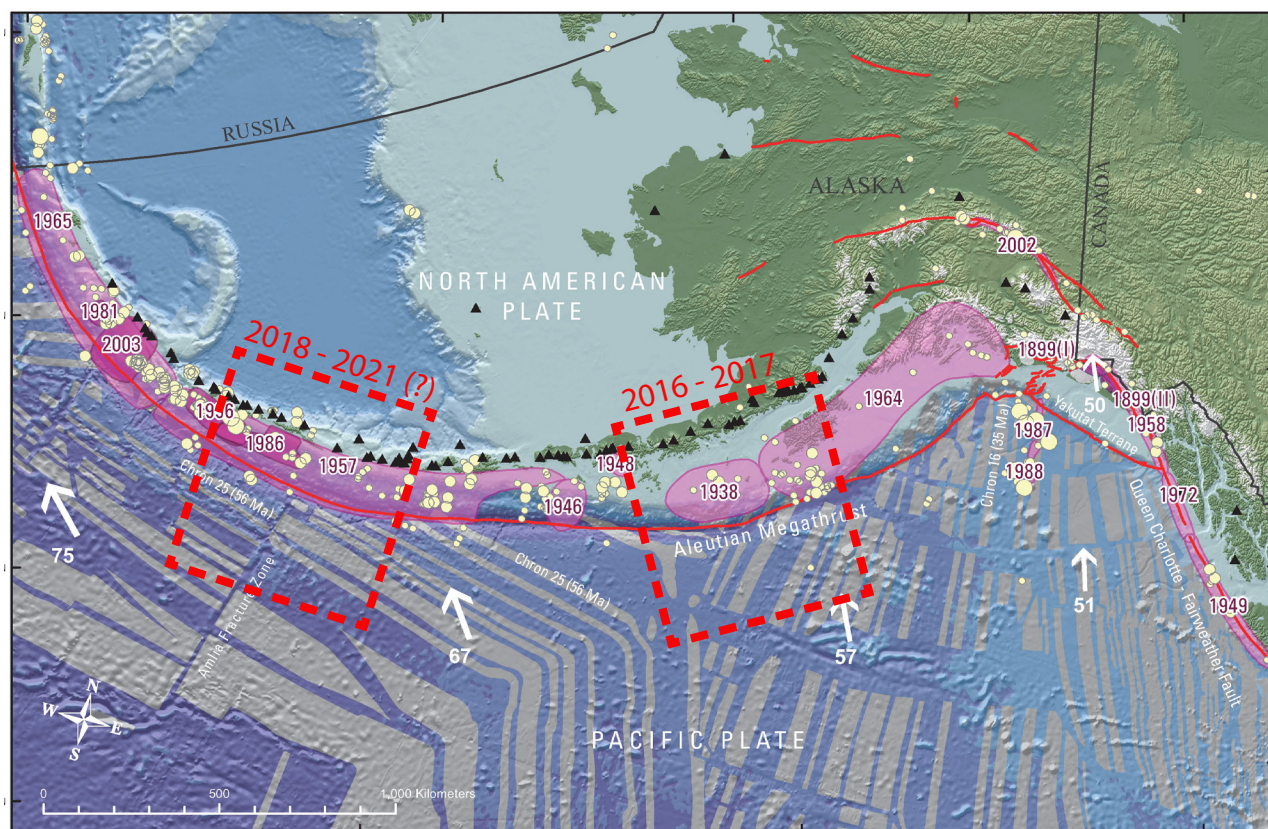 RUSSIA
ALASKA
CANADA
NORTH AMERICAN
PLATE
1965
1981
2003
2018 - 2021 (?)
2016 - 2017
2002
1899(I)
50
1899(II)
1958
Yakutat Terrane
1964
1987
1988
1972
1949
Chron 16 (35 Ma)
Queen Charlotte - Fairweather Fault
1986
1957
1948
1946
1938
Aleutian Megathrust
Chron 25 (56 Ma)
Chron 25 (56 Ma)
Amlia Fracture Zone
75
67
57
51
PACIFIC PLATE
N
W
E
S
0
500
1,000 Kilometers